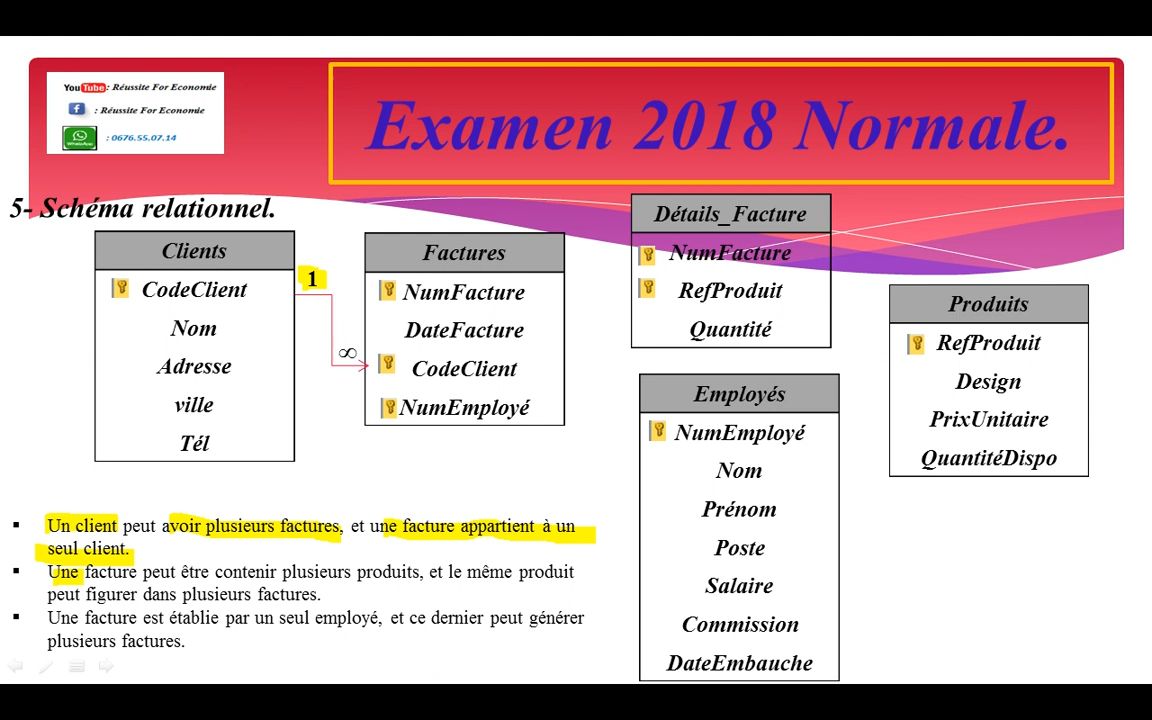 YouTube : Réussite For Economie
f : Réussite For Economie
WhatsApp : 0676.55.07.14
Examen 2018 Normale.
5- Schéma relationnel.
Clients
CodeClient
Nom
Adresse
ville
Tél
1
∞
Factures
NumFacture
DateFacture
CodeClient
NumEmployé
Détails_Facture
NumFacture
RefProduit
Quantité
Employés
NumEmployé
Nom
Prénom
Poste
Salaire
Commission
DateEmbauche
Produits
RefProduit
Design
PrixUnitaire
QuantitéDispo
▪ Un client peut avoir plusieurs factures, et une facture appartient à un
seul client.
▪ Une facture peut être contenir plusieurs produits, et le même produit
peut figurer dans plusieurs factures.
▪ Une facture est établie par un seul employé, et ce dernier peut générer
plusieurs factures.